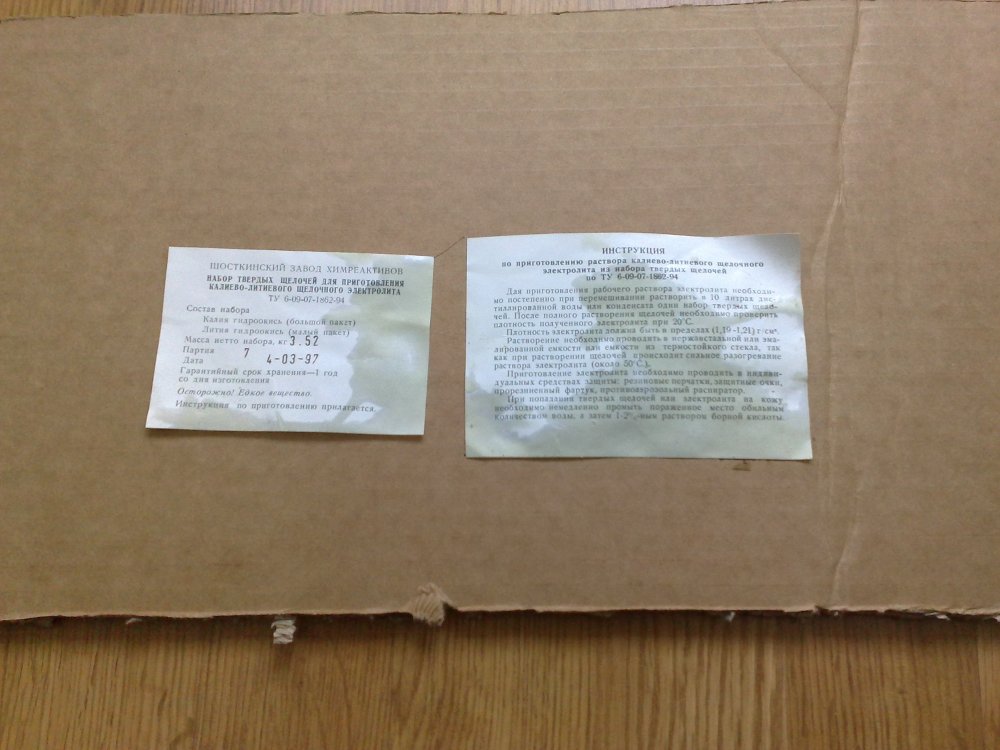 ШОСТКИНСКИЙ ЗАВОД ХИМРЕАКТИВОВ
НАБОР ТВЕРДЫХ ЩЕЛОЧЕЙ ДЛЯ ПРИГОТОВЛЕНИЯ
КАЛИЕВО-ЛИТИЕВОГО ЩЕЛОЧНОГО ЭЛЕКТРОЛИТА
ТУ 6-09-07-1862-94
Состав набора
Калия гидроокись (большой пакет)
Лития гидроокись (малый пакет)
Масса нетто набора, кг 3.52
Партия 7
Дата 4-03-97
Гарантийный срок хранения—1 год
со дня изготовления
Осторожно! Едкое вещество.
Инструкция по приготовлению прилагается.
ИНСТРУКЦИЯ
по приготовлению раствора калиево-литиевого щелочного
электролита из набора твердых щелочей
по ТУ 6-09-07-1862-94
Для приготовления рабочего раствора электролита необходи-
мо постепенно при перемешивании растворить в 10 литрах дис-
тиллированной воды или конденсата один набор твердых щело-
чей. После полного растворения щелочей необходимо проверить
плотность полученного электролита при 20°С.
Плотность электролита должна быть в пределах (1,19-1,21) г/см³.
Растворение необходимо проводить в нержавстальной или эма-
лированной емкости или емкости из термостойкого стекла, так
как при растворении щелочей происходит сильное разогревание
раствора электролита (около 50°С).
Приготовление электролита необходимо проводить в индиви-
дуальных средствах защиты: резиновые перчатки, защитные очки,
прорезиненный фартук, противоаэрозольный распиратор.
При попадании твердых щелочей или электролита на кожу
необходимо немедленно промыть пораженное место обильным
количеством воды, а затем 1-2%-ным раствором борной кислоты.